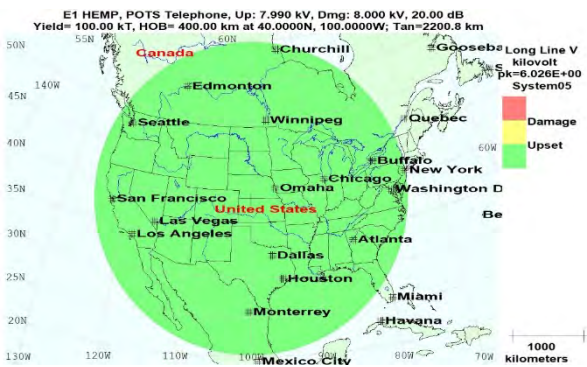 E1 HEMP, POTS Telephone, Up: 7.990 kV, Dmg: 8.000 kV, 20.00 dB
Yield= 100.00 kT, HOB= 400.00 km at 40.0000N, 100.0000W; Tan=2200.8 km
50N
55N
60N
Canada
Churchill
Gooseba
Long Line V
kilovolt
pk=6.026E+00
System05
S
140W
Edmonton
45N
Winnipeg
Quebec
Seattle
Damage
Upset
60W
40N
Buffalo
New York
Chicago
Omaha
Washington D
35N
San Francisco
United States
Be
Las Vegas
Los Angeles
30N
Atlanta
Dallas
25N
Houston
Miami
Monterrey
20N
Havana
1000
kilometers
130W
120W
110W
100W
Mexico City
90W
80W
70W